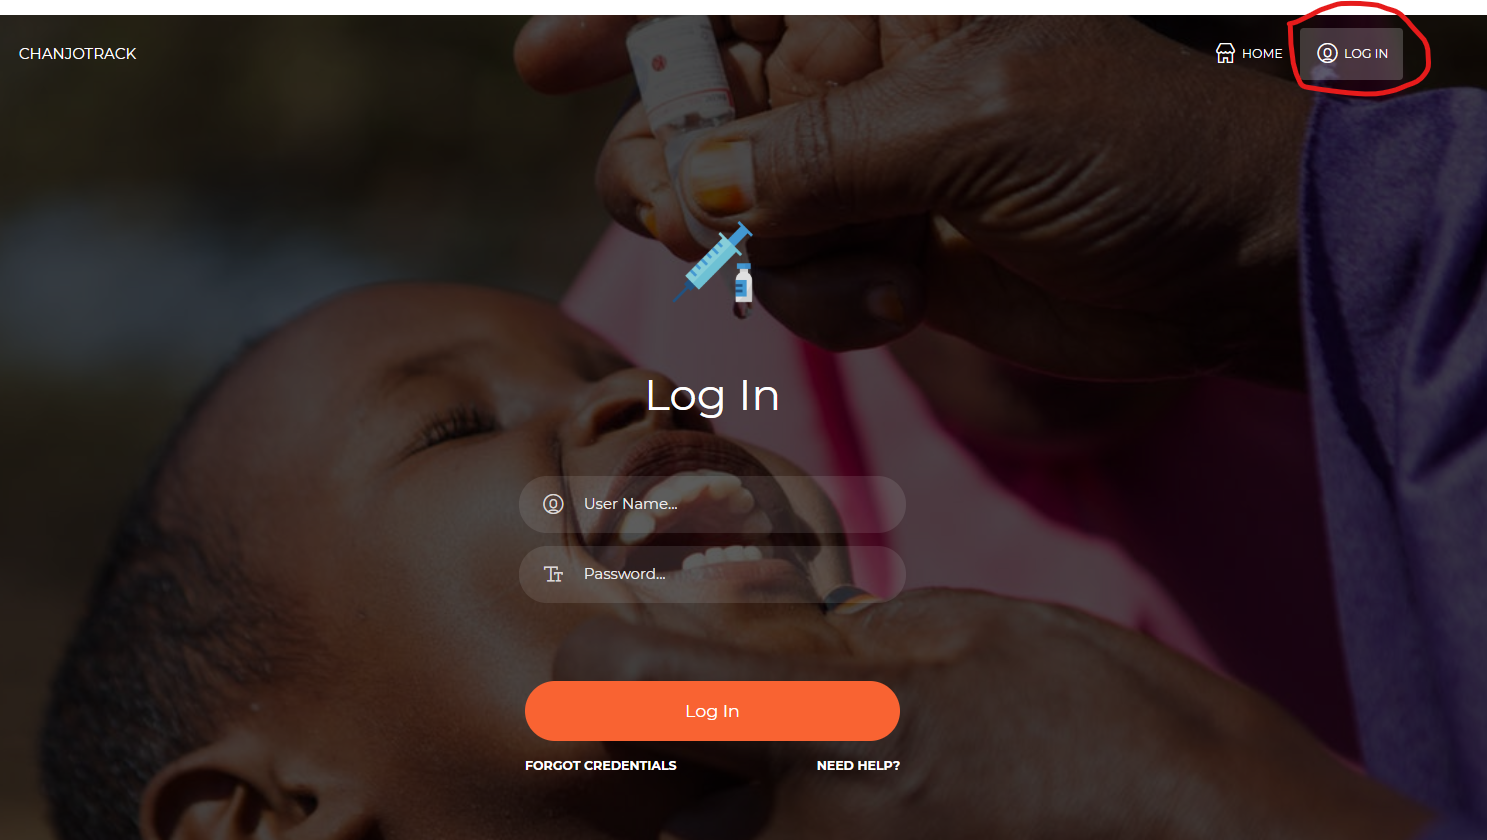 CHANJOTRACK
HOME
LOG IN
Log In
User Name...
Password...
Log In
FORGOT CREDENTIALS
NEED HELP?